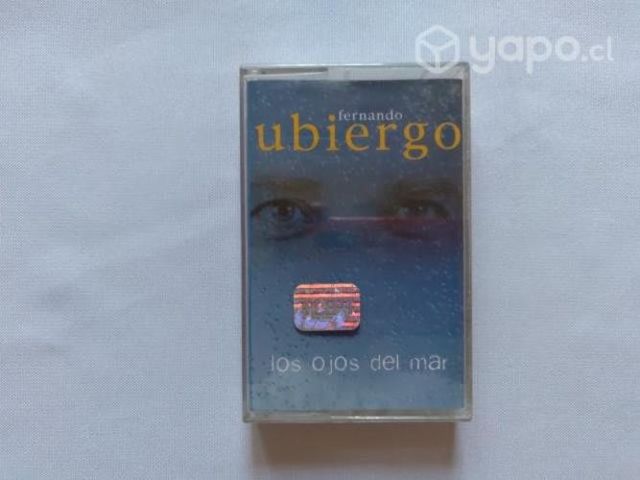 yapo.cl
fernando
ubiergo
los ojos del mar